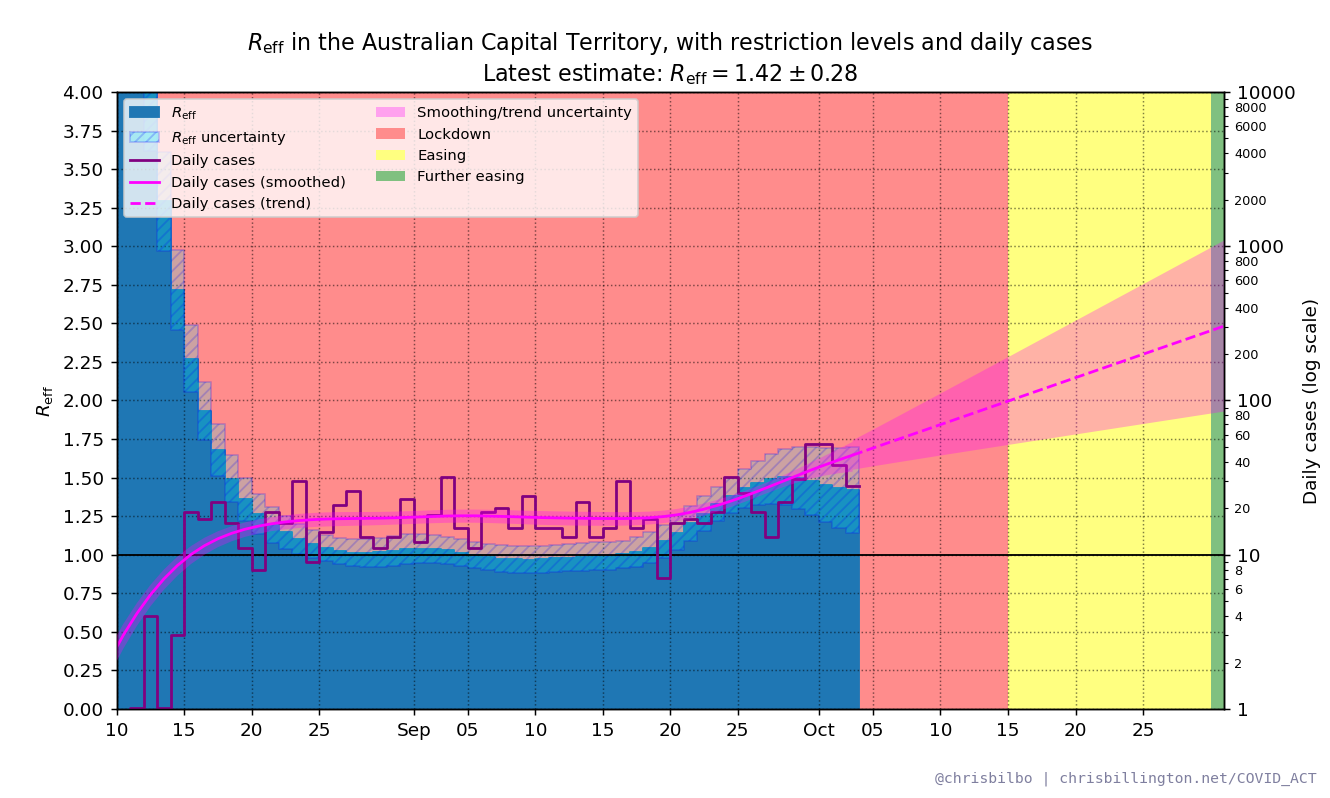 R_eff in the Australian Capital Territory, with restriction levels and daily cases
Latest estimate: R_eff = 1.42 ± 0.28
R_eff
R_eff uncertainty
Daily cases
Daily cases (smoothed)
Daily cases (trend)
Smoothing/trend uncertainty
Lockdown
Easing
Further easing
4.00
3.75
3.50
3.25
3.00
2.75
2.50
2.25
2.00
1.75
1.50
1.25
1.00
0.75
0.50
0.25
0.00
R_eff
10000
8000
6000
4000
2000
1000
800
600
400
200
100
80
60
40
20
10
8
6
4
2
1
Daily cases (log scale)
10 15 20 25 Sep 05 10 15 20 25 Oct 05 10 15 20 25
@chrisbilbo | chrisbillington.net/COVID_ACT